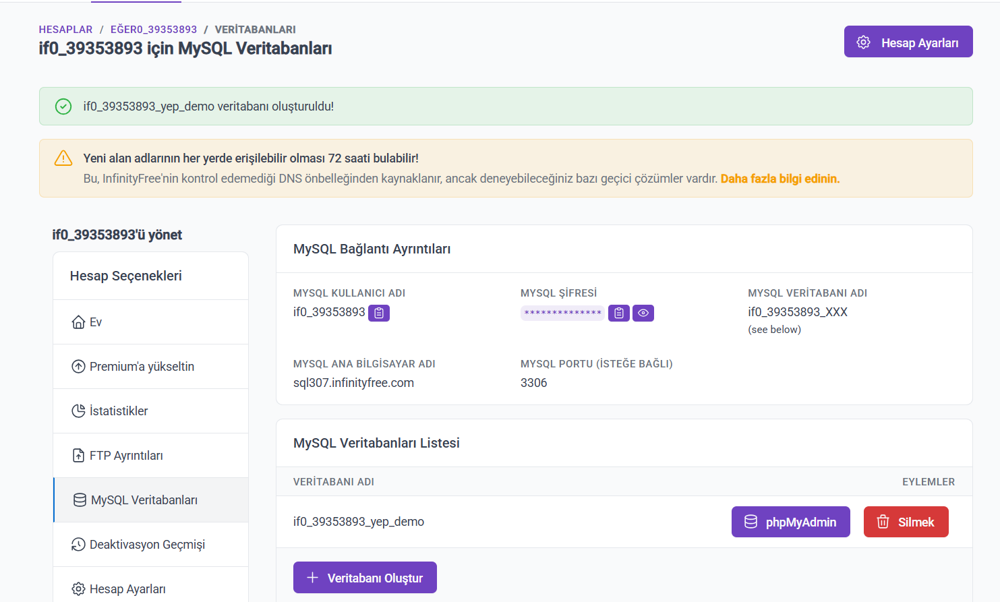 HESAPLAR / EĞER0_39353893 / VERİTABANLARI
if0_39353893 için MySQL Veritabanları
Hesap Ayarları
if0_39353893_yep_demo veritabanı oluşturuldu!
Yeni alan adlarının her yerde erişilebilir olması 72 saati bulabilir!
Bu, InfinityFree'nin kontrol edemediği DNS önbelleğinden kaynaklanır, ancak deneyebileceğiniz bazı geçici çözümler vardır. Daha fazla bilgi edinin.
if0_39353893'ü yönet
Hesap Seçenekleri
Ev
Premium'a yükseltin
İstatistikler
FTP Ayrıntıları
MySQL Veritabanları
Deaktivasyon Geçmişi
Hesap Ayarları
MySQL Bağlantı Ayrıntıları
MYSQL KULLANICI ADI
if0_39353893
MYSQL ŞİFRESİ
**************
MYSQL VERİTABANI ADI
if0_39353893_XXX
(see below)
MYSQL ANA BİLGİSAYAR ADI
sql307.infinityfree.com
MYSQL PORTU (İSTEĞE BAĞLI)
3306
MySQL Veritabanları Listesi
VERİTABANI ADI
EYLEMLER
if0_39353893_yep_demo
phpMyAdmin
Silmek
Veritabanı Oluştur